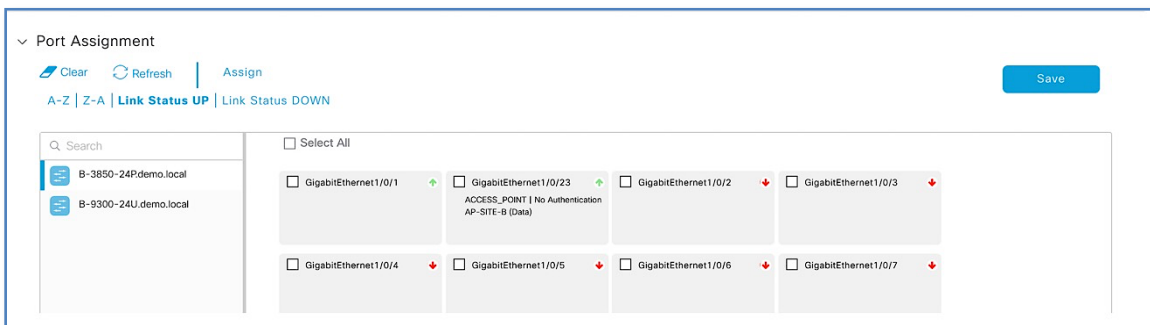 Port Assignment
Clear Refresh | Assign
A-Z | Z-A | Link Status UP | Link Status DOWN
Save
Search
B-3850-24P.demo.local
B-9300-24U.demo.local
Select All
GigabitEthernet1/0/1
GigabitEthernet1/0/23
ACCESS_POINT | No Authentication
AP-SITE-B (Data)
GigabitEthernet1/0/2
GigabitEthernet1/0/3
GigabitEthernet1/0/4
GigabitEthernet1/0/5
GigabitEthernet1/0/6
GigabitEthernet1/0/7